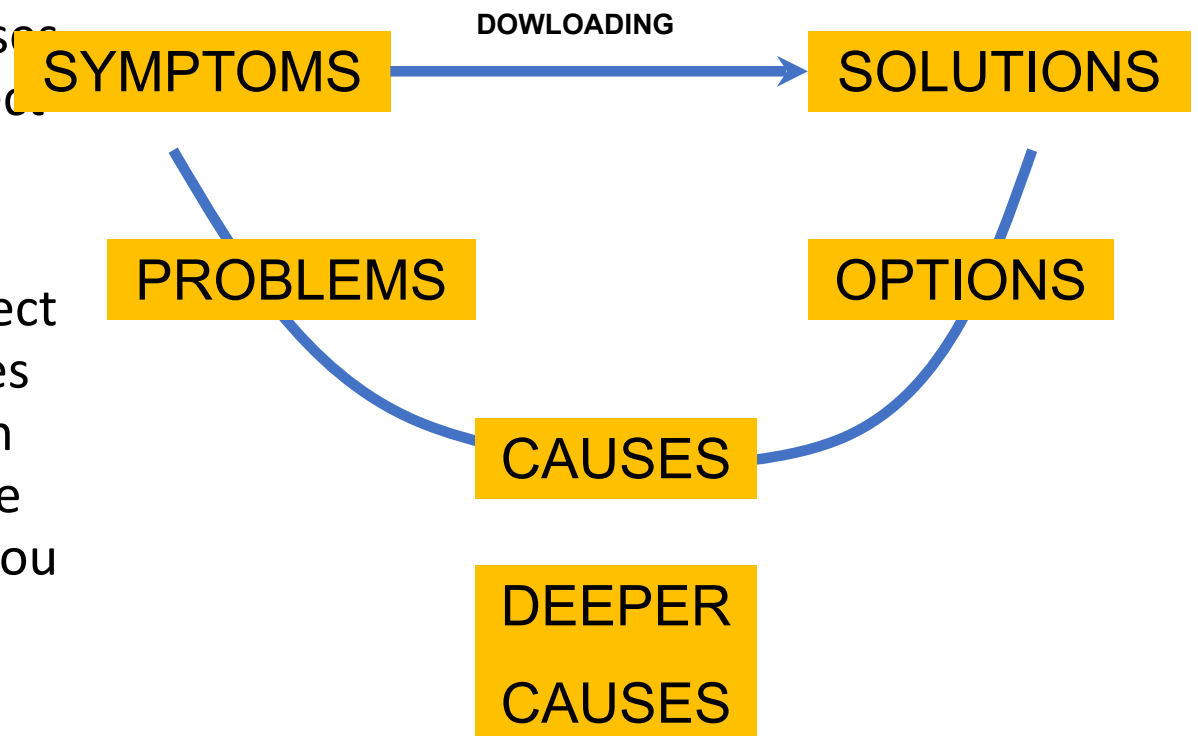 DOWLOADING
SYMPTOMS
SOLUTIONS
PROBLEMS
OPTIONS
CAUSES
DEEPER
CAUSES